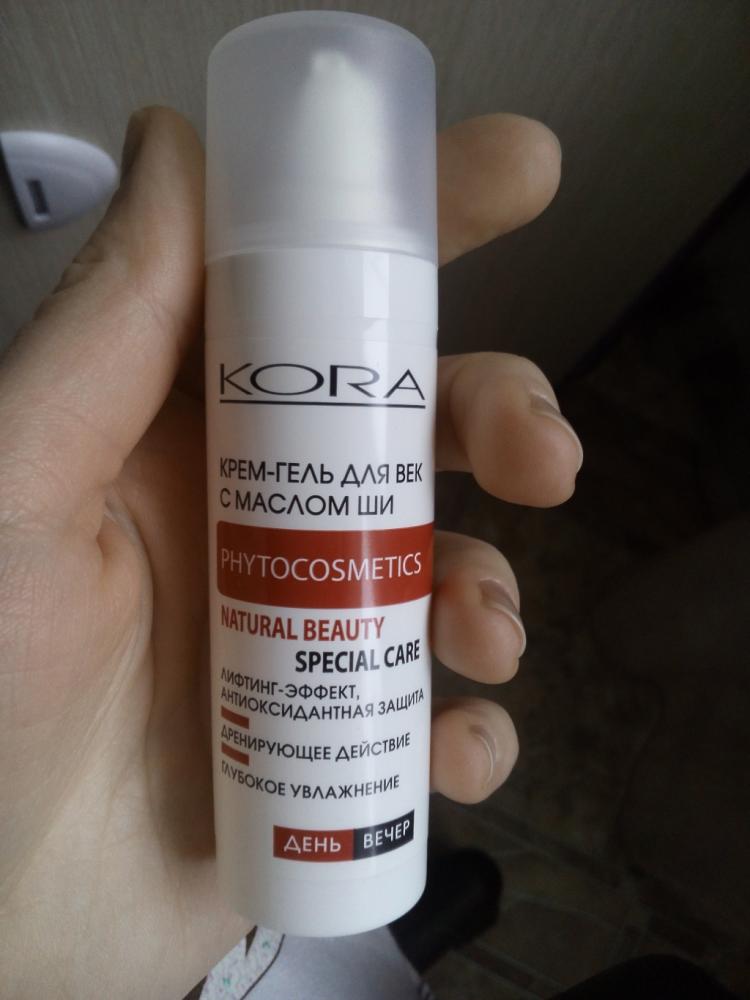 KORA
КРЕМ-ГЕЛЬ ДЛЯ ВЕК
С МАСЛОМ ШИ
PHYTOCOSMETICS
NATURAL BEAUTY
SPECIAL CARE
ЛИФТИНГ-ЭФФЕКТ,
АНТИОКСИДАНТНАЯ ЗАЩИТА
ДРЕНИРУЮЩЕЕ ДЕЙСТВИЕ
ГЛУБОКОЕ УВЛАЖНЕНИЕ
ДЕНЬ ВЕЧЕР